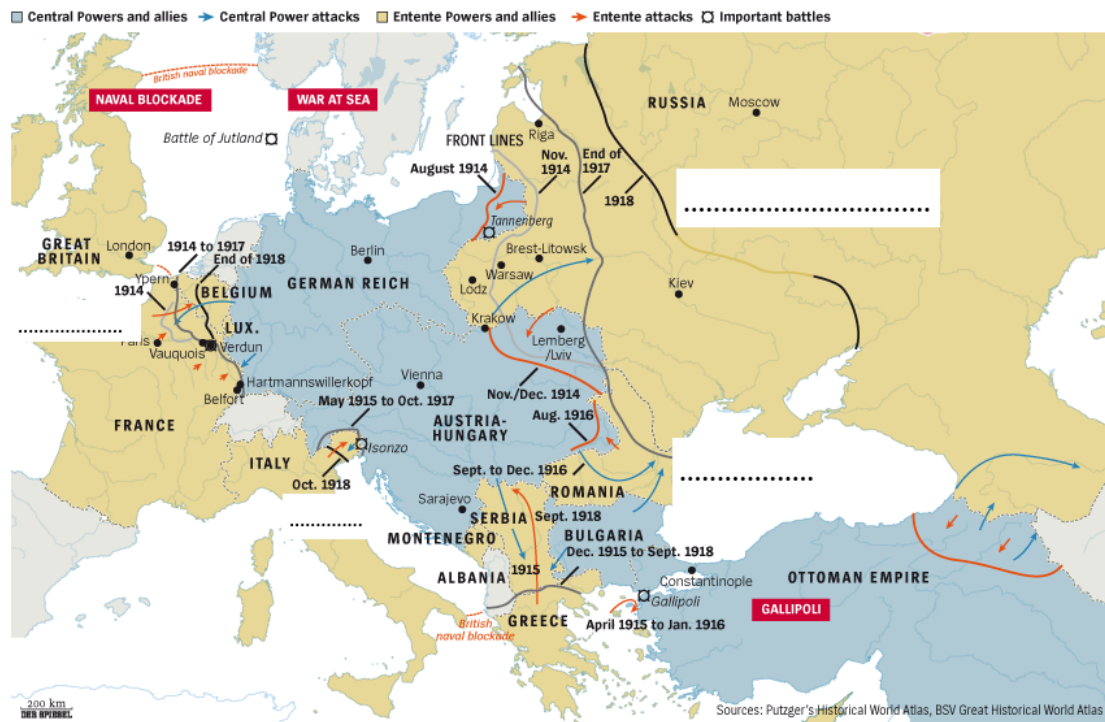 Central Powers and allies Central Power attacks Entente Powers and allies Entente attacks Important battles
British naval blockade
NAVAL BLOCKADE
WAR AT SEA
RUSSIA
Moscow
Battle of Jutland
Riga
FRONT LINES
August 1914
Nov.
1914
End of
1917
1918
Tannenberg
GREAT
BRITAIN
London
1914 to 1917
End of 1918
Berlin
Brest-Litowsk
Warsaw
Ypern
BELGIUM
GERMAN REICH
Lodz
Kiev
1914
Krakow
LUX.
Paris
Vauquois
Verdun
Lemberg
/Lviv
Hartmannswillerkopf
Belfort
Vienna
Nov./Dec. 1914
May 1915 to Oct. 1917
FRANCE
AUSTRIA-
HUNGARY
Aug. 1916
Isonzo
ITALY
Oct. 1918
Sept. to Dec. 1916
ROMANIA
Sarajevo
SERBIA
Sept. 1918
MONTENEGRO
BULGARIA
Dec. 1915 to Sept. 1918
1915
ALBANIA
Constantinople
OTTOMAN EMPIRE
Gallipoli
GALLIPOLI
British
naval blockade
GREECE
April 1915 to Jan. 1916
200 km
DER SPIEGEL
Sources: Putzger's Historical World Atlas, BSV Great Historical World Atlas